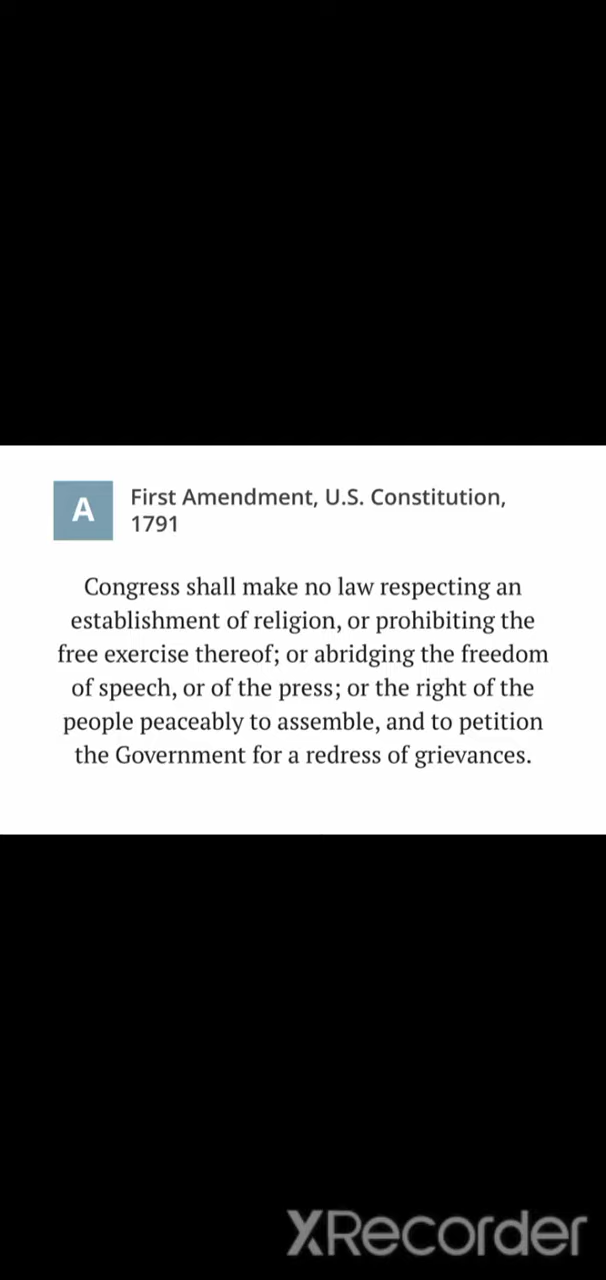 A
First Amendment, U.S. Constitution,
1791
Congress shall make no law respecting an
establishment of religion, or prohibiting the
free exercise thereof; or abridging the freedom
of speech, or of the press; or the right of the
people peaceably to assemble, and to petition
the Government for a redress of grievances.
XRecorder